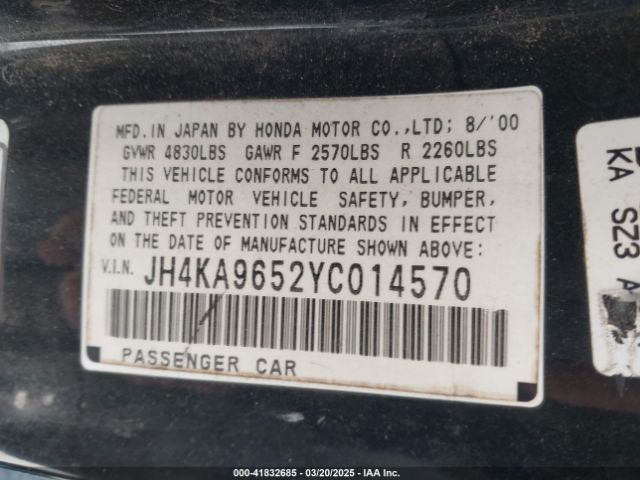 MFD.IN JAPAN BY HONDA MOTOR CO.,LTD; 8/'00
GVWR 4830LBS GAWR F 2570LBS R 2260LBS
THIS VEHICLE CONFORMS TO ALL APPLICABLE
FEDERAL MOTOR VEHICLE SAFETY, BUMPER,
AND THEFT PREVENTION STANDARDS IN EFFECT
ON THE DATE OF MANUFACTURE SHOWN ABOVE:
V.I.N. JH4KA9652YC014570
PASSENGER CAR
KA SZ3 A
000-41832685 | 03/20/2025 | IAA Inc.